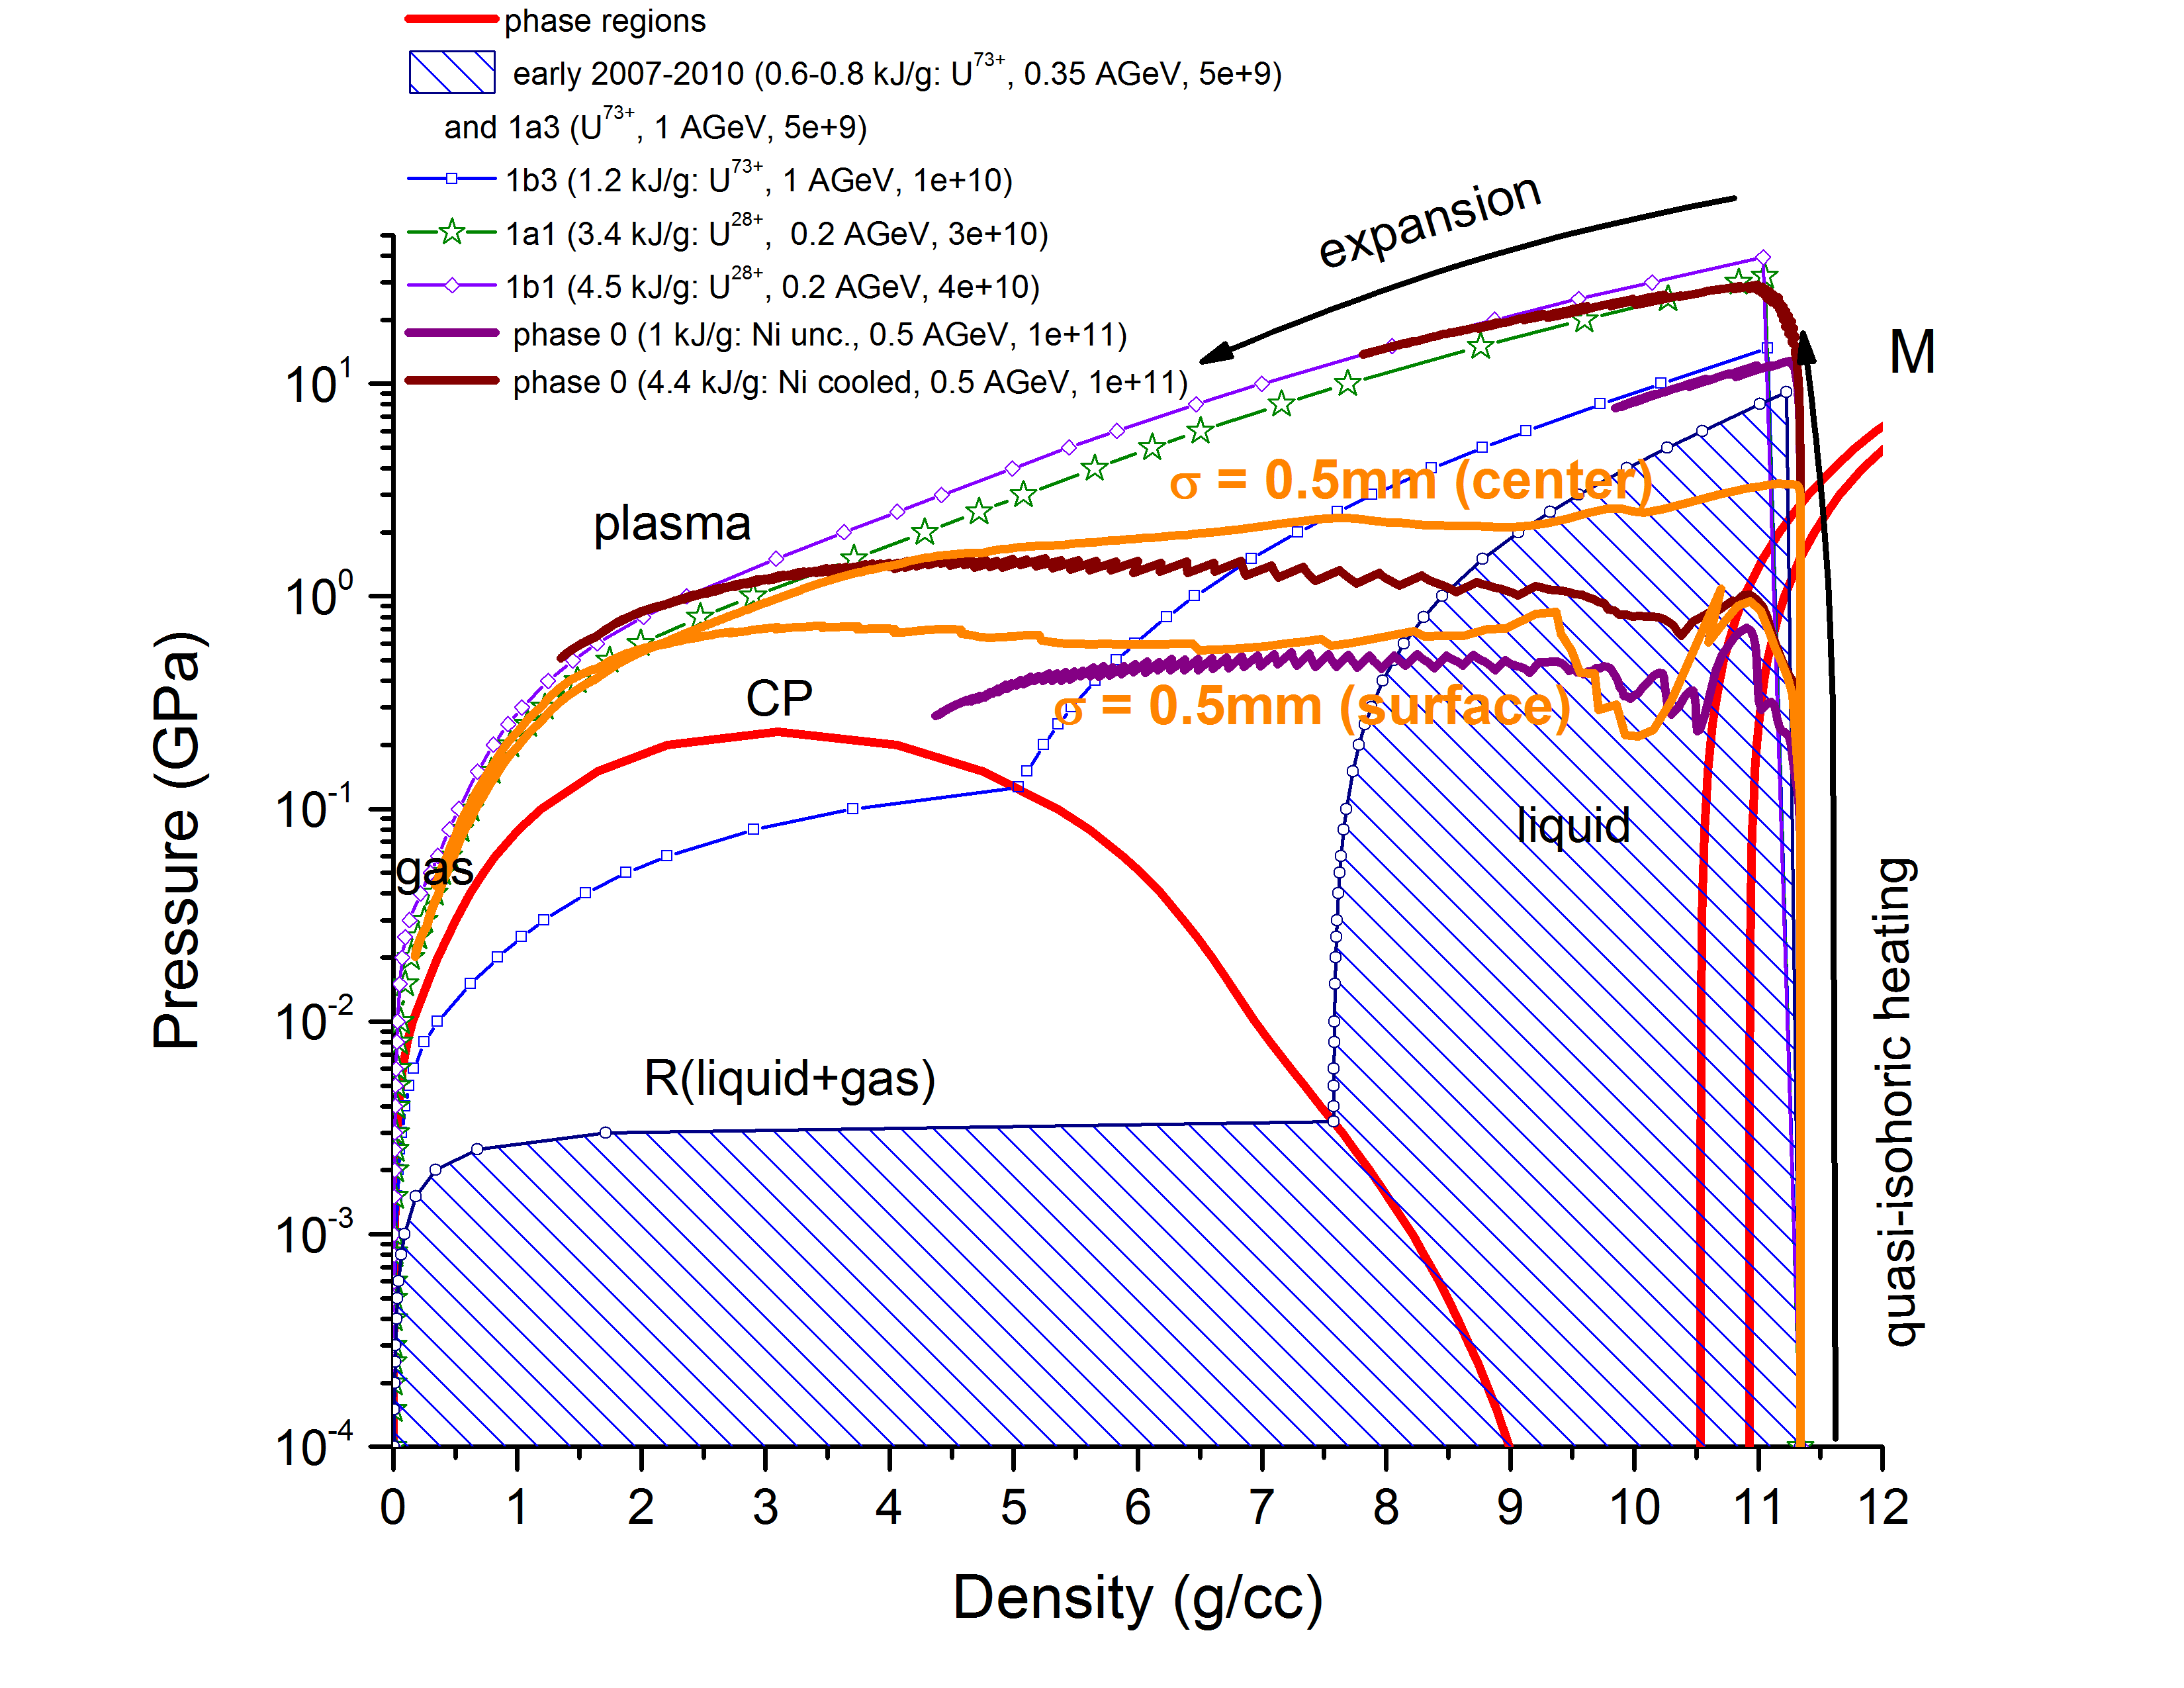 phase regions
early 2007-2010 (0.6-0.8 kJ/g: U73+, 0.35 AGeV, 5e+9)
and 1a3 (U73+, 1 AGeV, 5e+9)
1b3 (1.2 kJ/g: U73+, 1 AGeV, 1e+10)
1a1 (3.4 kJ/g: U28+, 0.2 AGeV, 3e+10)
1b1 (4.5 kJ/g: U28+, 0.2 AGeV, 4e+10)
phase 0 (1 kJ/g: Ni unc., 0.5 AGeV, 1e+11)
phase 0 (4.4 kJ/g: Ni cooled, 0.5 AGeV, 1e+11)
expansion
M
σ = 0.5mm (center)
plasma
CP
σ = 0.5mm (surface)
gas
liquid
R(liquid+gas)
quasi-isohoric heating
Pressure (GPa)
10^1
10^0
10^-1
10^-2
10^-3
10^-4
0 1 2 3 4 5 6 7 8 9 10 11 12
Density (g/cc)